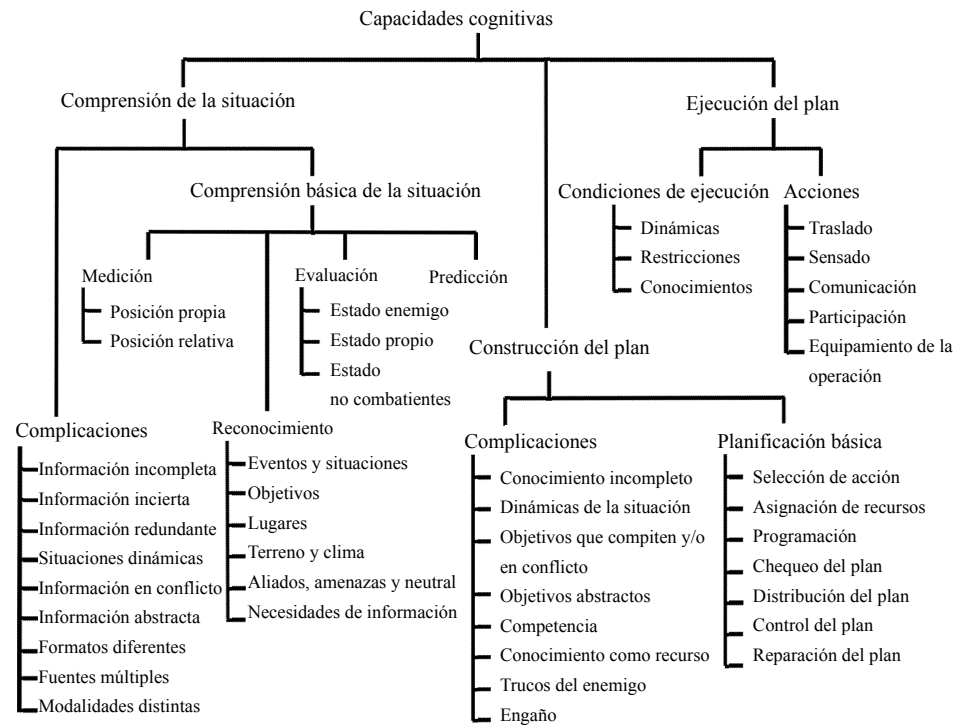 Capacidades cognitivas
Comprensión de la situación
Ejecución del plan
Comprensión básica de la situación
Condiciones de ejecución
Acciones
Dinámicas
Restricciones
Conocimientos
Traslado
Sensado
Comunicación
Participación
Equipamiento de la
operación
Medición
Posición propia
Posición relativa
Evaluación
Estado enemigo
Estado propio
Estado
no combatientes
Predicción
Construcción del plan
Complicaciones
Información incompleta
Información incierta
Información redundante
Situaciones dinámicas
Información en conflicto
Información abstracta
Formatos diferentes
Fuentes múltiples
Modalidades distintas
Reconocimiento
Eventos y situaciones
Objetivos
Lugares
Terreno y clima
Aliados, amenazas y neutral
Necesidades de información
Complicaciones
Conocimiento incompleto
Dinámicas de la situación
Objetivos que compiten y/o
en conflicto
Objetivos abstractos
Competencia
Conocimiento como recurso
Trucos del enemigo
Engaño
Planificación básica
Selección de acción
Asignación de recursos
Programación
Chequeo del plan
Distribución del plan
Control del plan
Reparación del plan